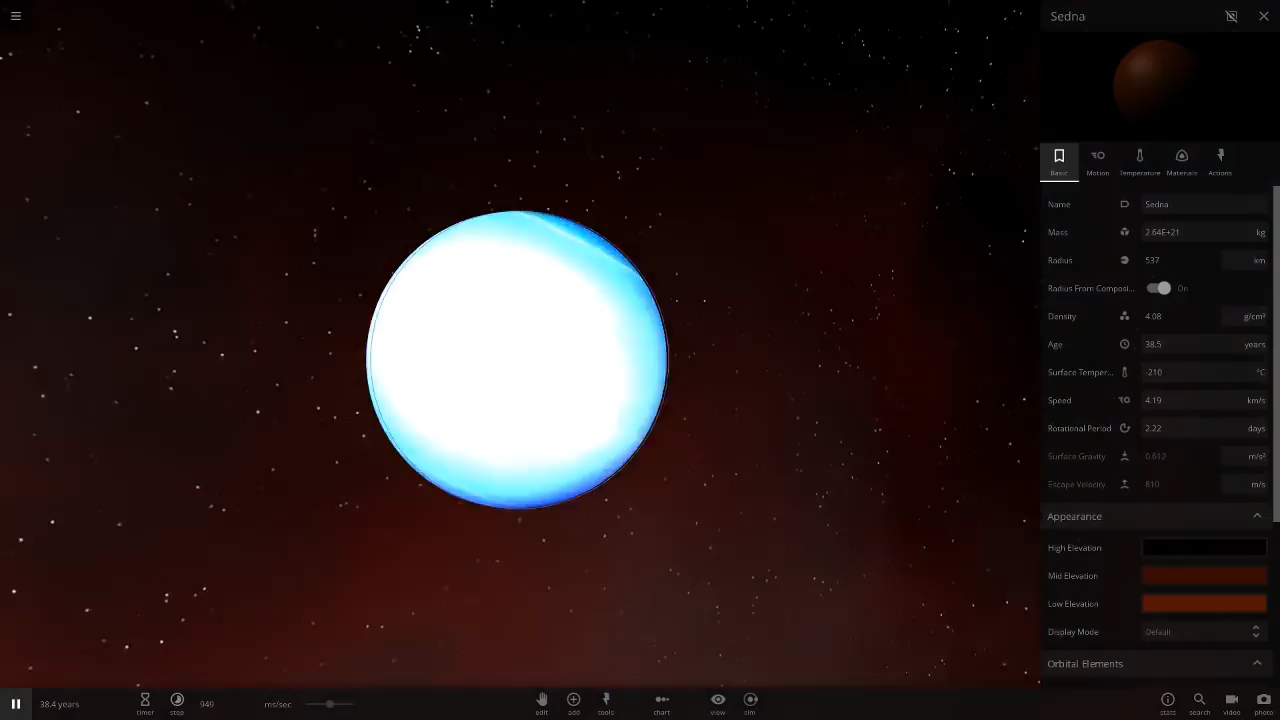 Sedna
Basic
Motion
Temperature
Materials
Actions
Name Sedna
Mass 2.64E+21 kg
Radius 537 km
Radius From Composi... On
Density 4.08 g/cm³
Age 38.5 years
Surface Temper... -210 °C
Speed 4.19 km/s
Rotational Period 2.22 days
Surface Gravity 0.612 m/s²
Escape Velocity 810 m/s
Appearance
High Elevation
Mid Elevation
Low Elevation
Display Mode Default
Orbital Elements
38.4 years
timer
step
949 ms/sec
edit
add
tools
chart
view
sim
stats
search
video
photo